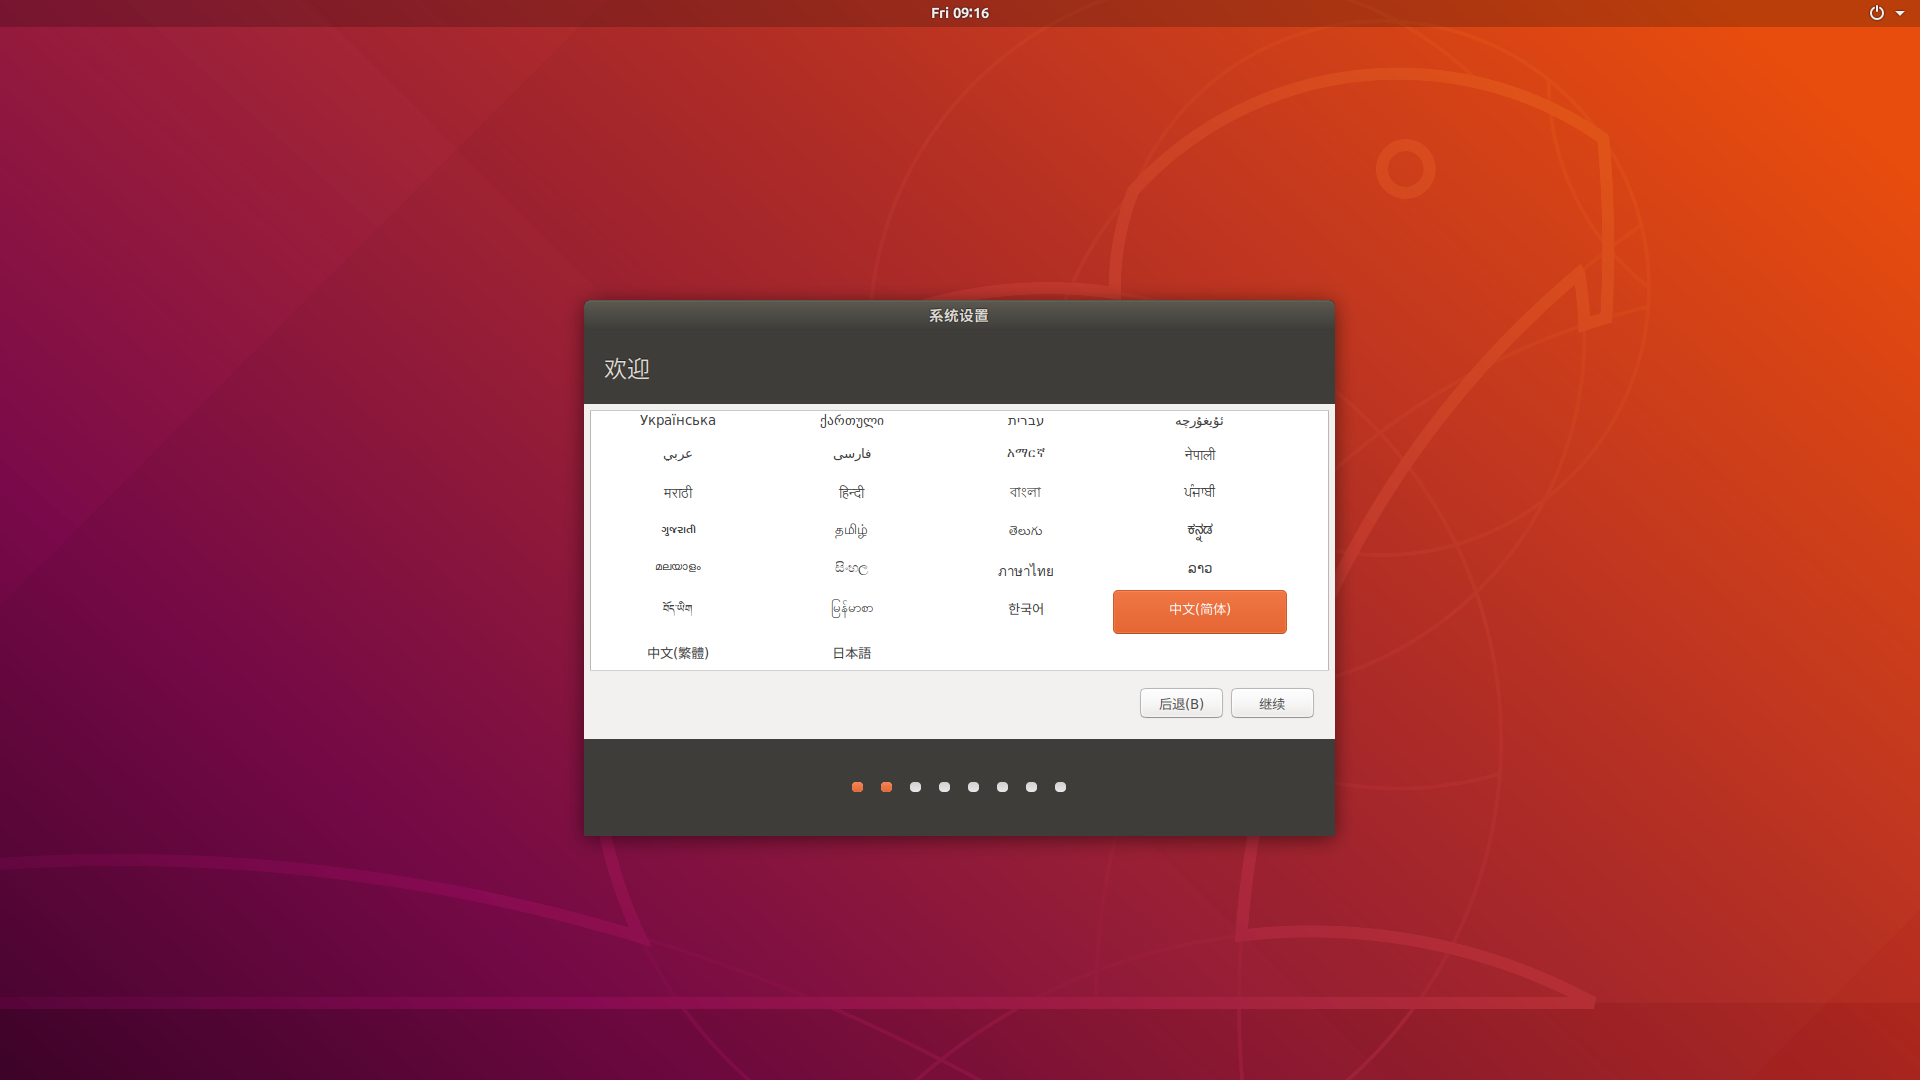 Fri 09:16
系统设置
欢迎
Українська ქართული עברית ئۇيغۇرچە
عربي فارسی አማርኛ नेपाली
मराठी हिन्दी বাংলা ਪੰਜਾਬੀ
ગુજરાતી தமிழ் తెలుగు ಕನ್ನಡ
മലയാളം සිංහල ภาษาไทย ລາວ
བོད་ཡིག မြန်မာစာ 한국어 中文(简体)
中文(繁體) 日本語
后退(B) 继续